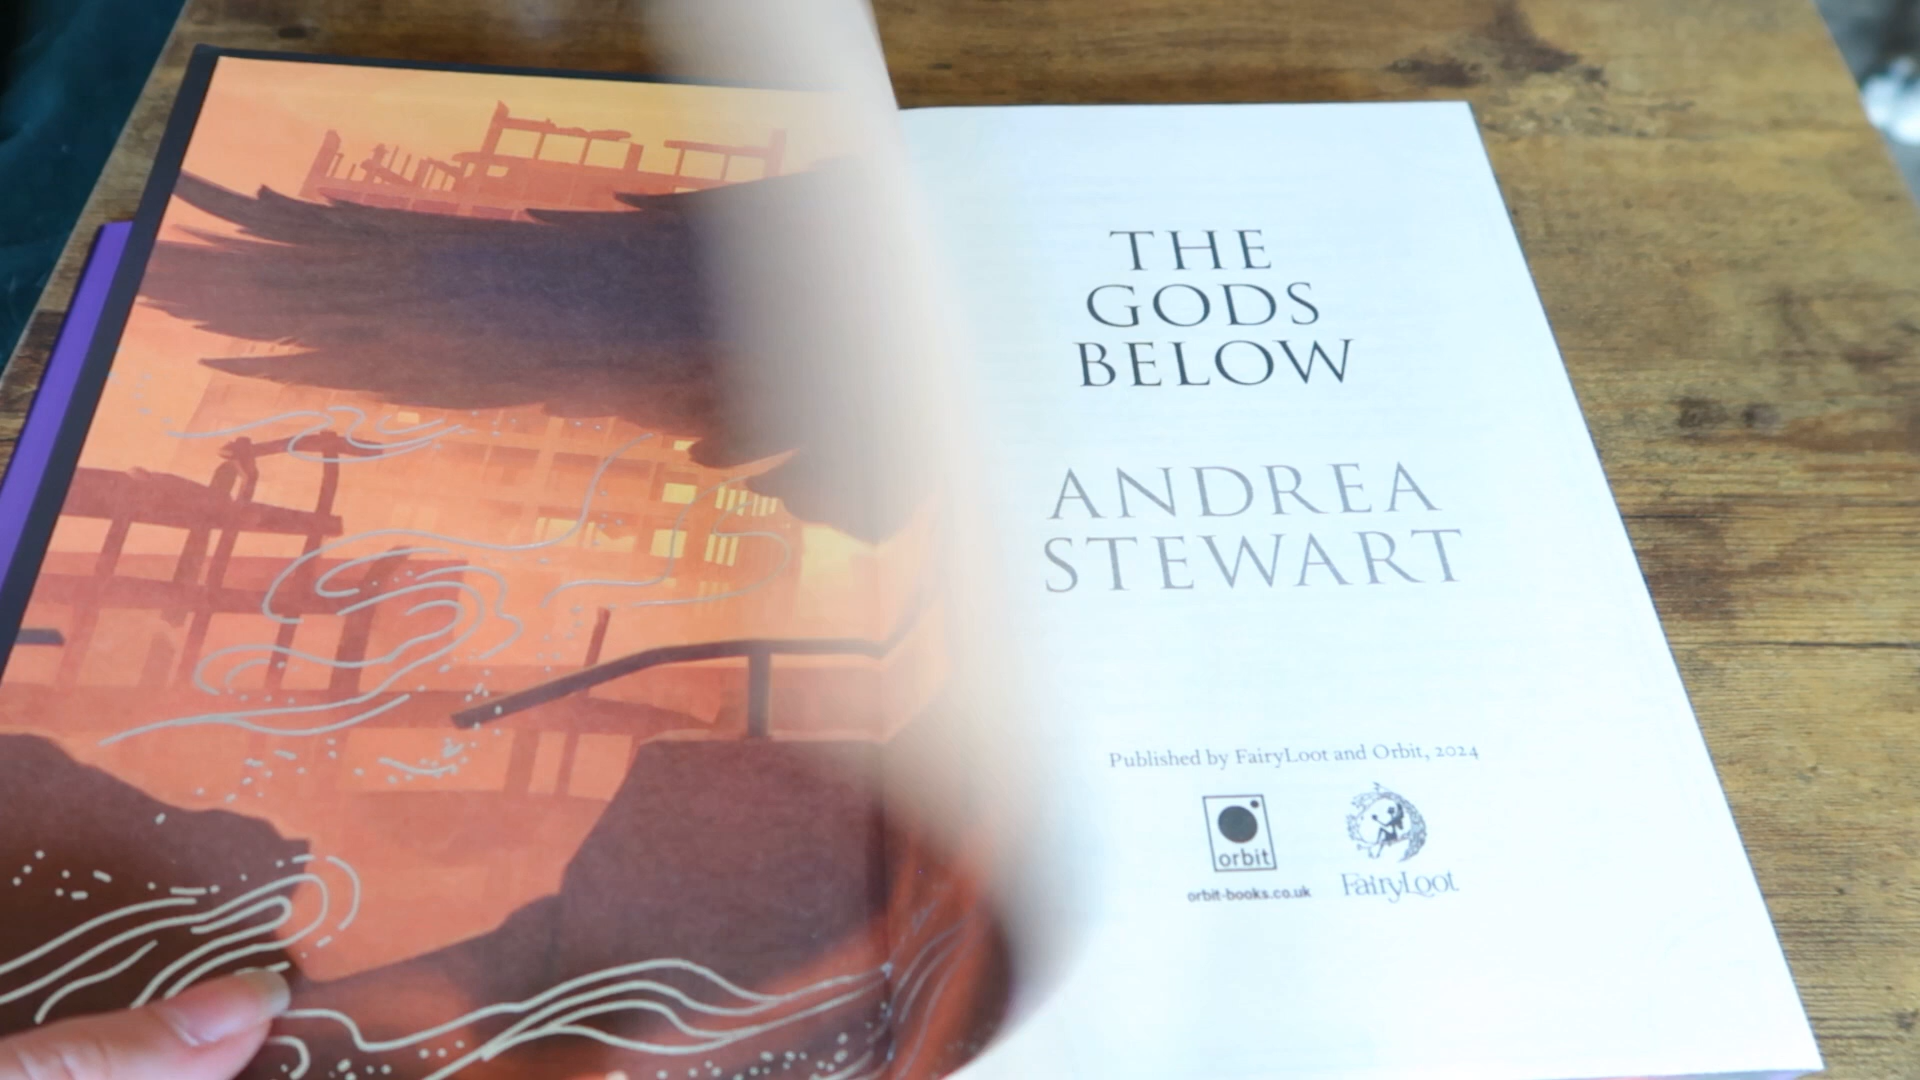 THE
GODS
BELOW
ANDREA
STEWART
Published by FairyLoot and Orbit, 2024
orbit
orbit-books.co.uk
FairyLoot